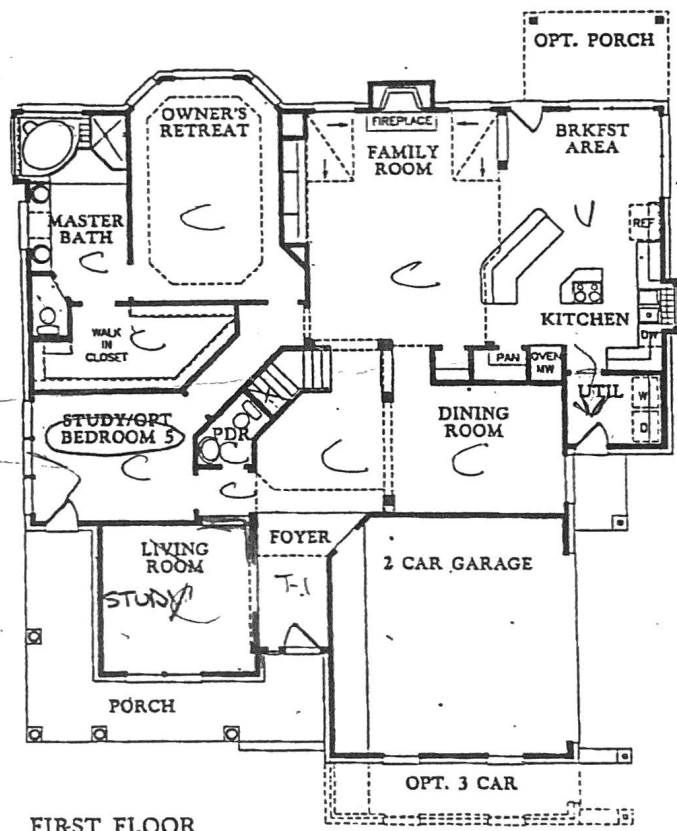 OPT. PORCH
OWNER'S
RETREAT
FIREPLACE
FAMILY
ROOM
BRKFST
AREA
MASTER
BATH
C
C
C
V
REF
WALK
IN
CLOSET
C
KITCHEN
DW
PAN
OVEN
MW
UTIL
W
D
STUDY/OPT
BEDROOM 5
C
PDR
C
C
C
DINING
ROOM
C
LIVING
ROOM
STUDY
C
FOYER
T-1
2 CAR GARAGE
PORCH
OPT. 3 CAR
FIRST FLOOR